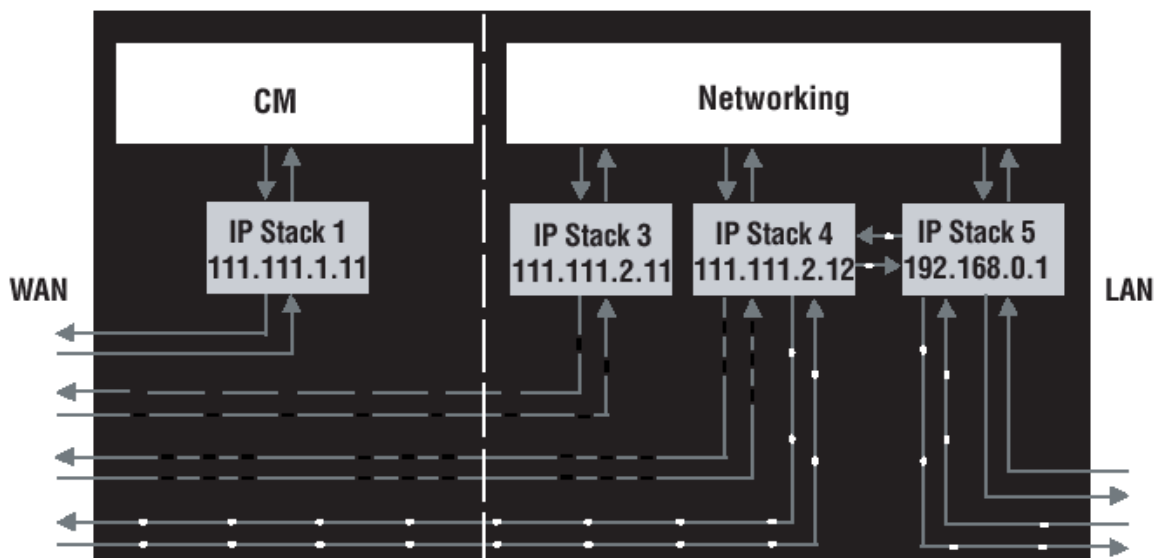 CM
Networking
IP Stack 1
111.111.1.11
IP Stack 3
111.111.2.11
IP Stack 4
111.111.2.12
IP Stack 5
192.168.0.1
WAN
LAN